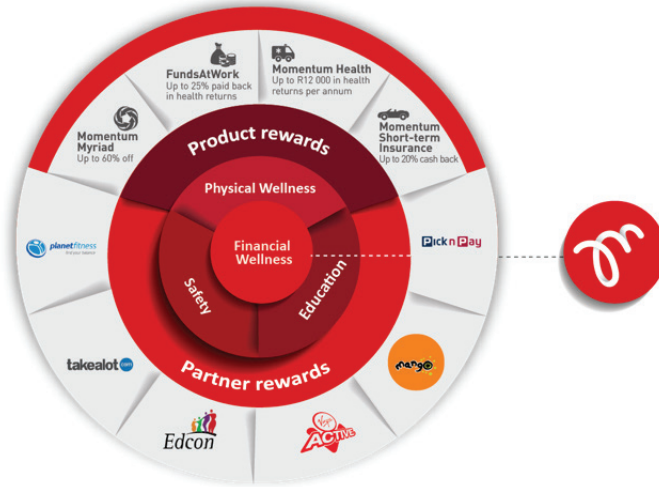 FundsAtWork
Up to 25% paid back
in health returns
Momentum Health
Up to R12 000 in health
returns per annum
Momentum
Myriad
Up to 60% off
Momentum
Short-term
Insurance
Up to 20% cash back
Product rewards
Physical Wellness
Financial
Wellness
Safety
Education
Partner rewards
planetfitness
Pick n Pay
takealot.com
mango
Edcon
Virgin
ACTIVE